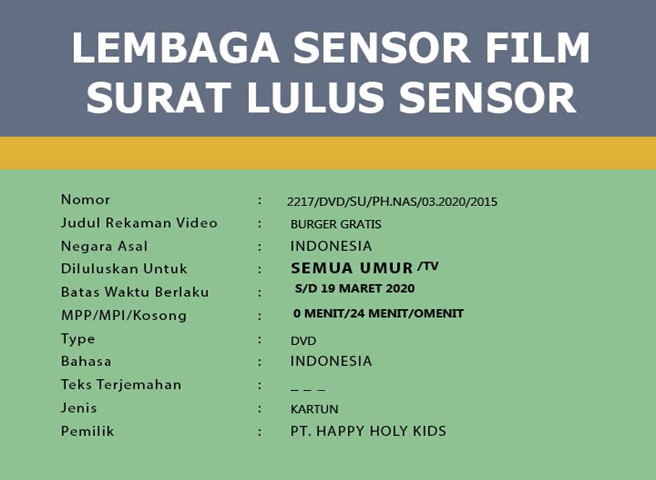 LEMBAGA SENSOR FILM
SURAT LULUS SENSOR
Nomor : 2217/DVD/SU/PH.NAS/03.2020/2015
Judul Rekaman Video : BURGER GRATIS
Negara Asal : INDONESIA
Diluluskan Untuk : SEMUA UMUR /TV
Batas Waktu Berlaku : S/D 19 MARET 2020
MPP/MPI/Kosong : 0 MENIT/24 MENIT/OMENIT
Type : DVD
Bahasa : INDONESIA
Teks Terjemahan : _ _ _
Jenis : KARTUN
Pemilik : PT. HAPPY HOLY KIDS